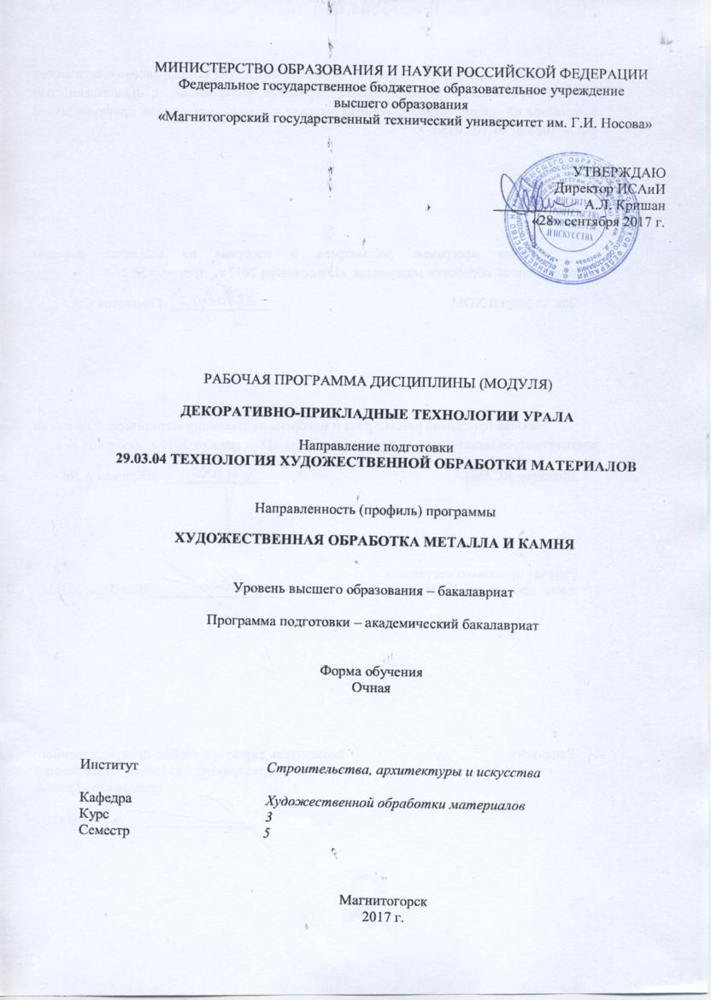 МИНИСТЕРСТВО ОБРАЗОВАНИЯ И НАУКИ РОССИЙСКОЙ ФЕДЕРАЦИИ
Федеральное государственное бюджетное образовательное учреждение
высшего образования
«Магнитогорский государственный технический университет им. Г.И. Носова»
УТВЕРЖДАЮ
Директор ИСАиИ
А.Л. Кришан
«28» сентября 2017 г.
И ИСКУССТВА
РАБОЧАЯ ПРОГРАММА ДИСЦИПЛИНЫ (МОДУЛЯ)
ДЕКОРАТИВНО-ПРИКЛАДНЫЕ ТЕХНОЛОГИИ УРАЛА
Направление подготовки
29.03.04 ТЕХНОЛОГИЯ ХУДОЖЕСТВЕННОЙ ОБРАБОТКИ МАТЕРИАЛОВ
Направленность (профиль) программы
ХУДОЖЕСТВЕННАЯ ОБРАБОТКА МЕТАЛЛА И КАМНЯ
Уровень высшего образования – бакалавриат
Программа подготовки – академический бакалавриат
Форма обучения
Очная
Институт Строительства, архитектуры и искусства
Кафедра Художественной обработки материалов
Курс 3
Семестр 5
Магнитогорск
2017 г.